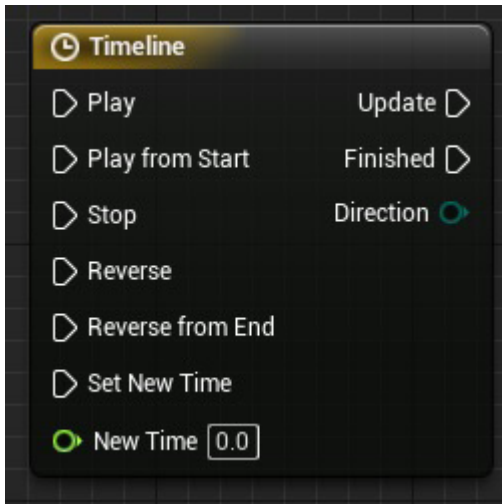 Timeline
Play Update
Play from Start Finished
Stop Direction
Reverse
Reverse from End
Set New Time
New Time 0.0